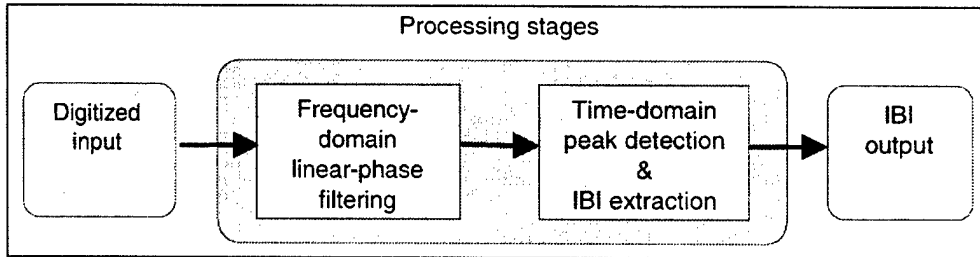 Processing stages
Digitized
input
Frequency-
domain
linear-phase
filtering
Time-domain
peak detection
&
IBI extraction
IBI
output